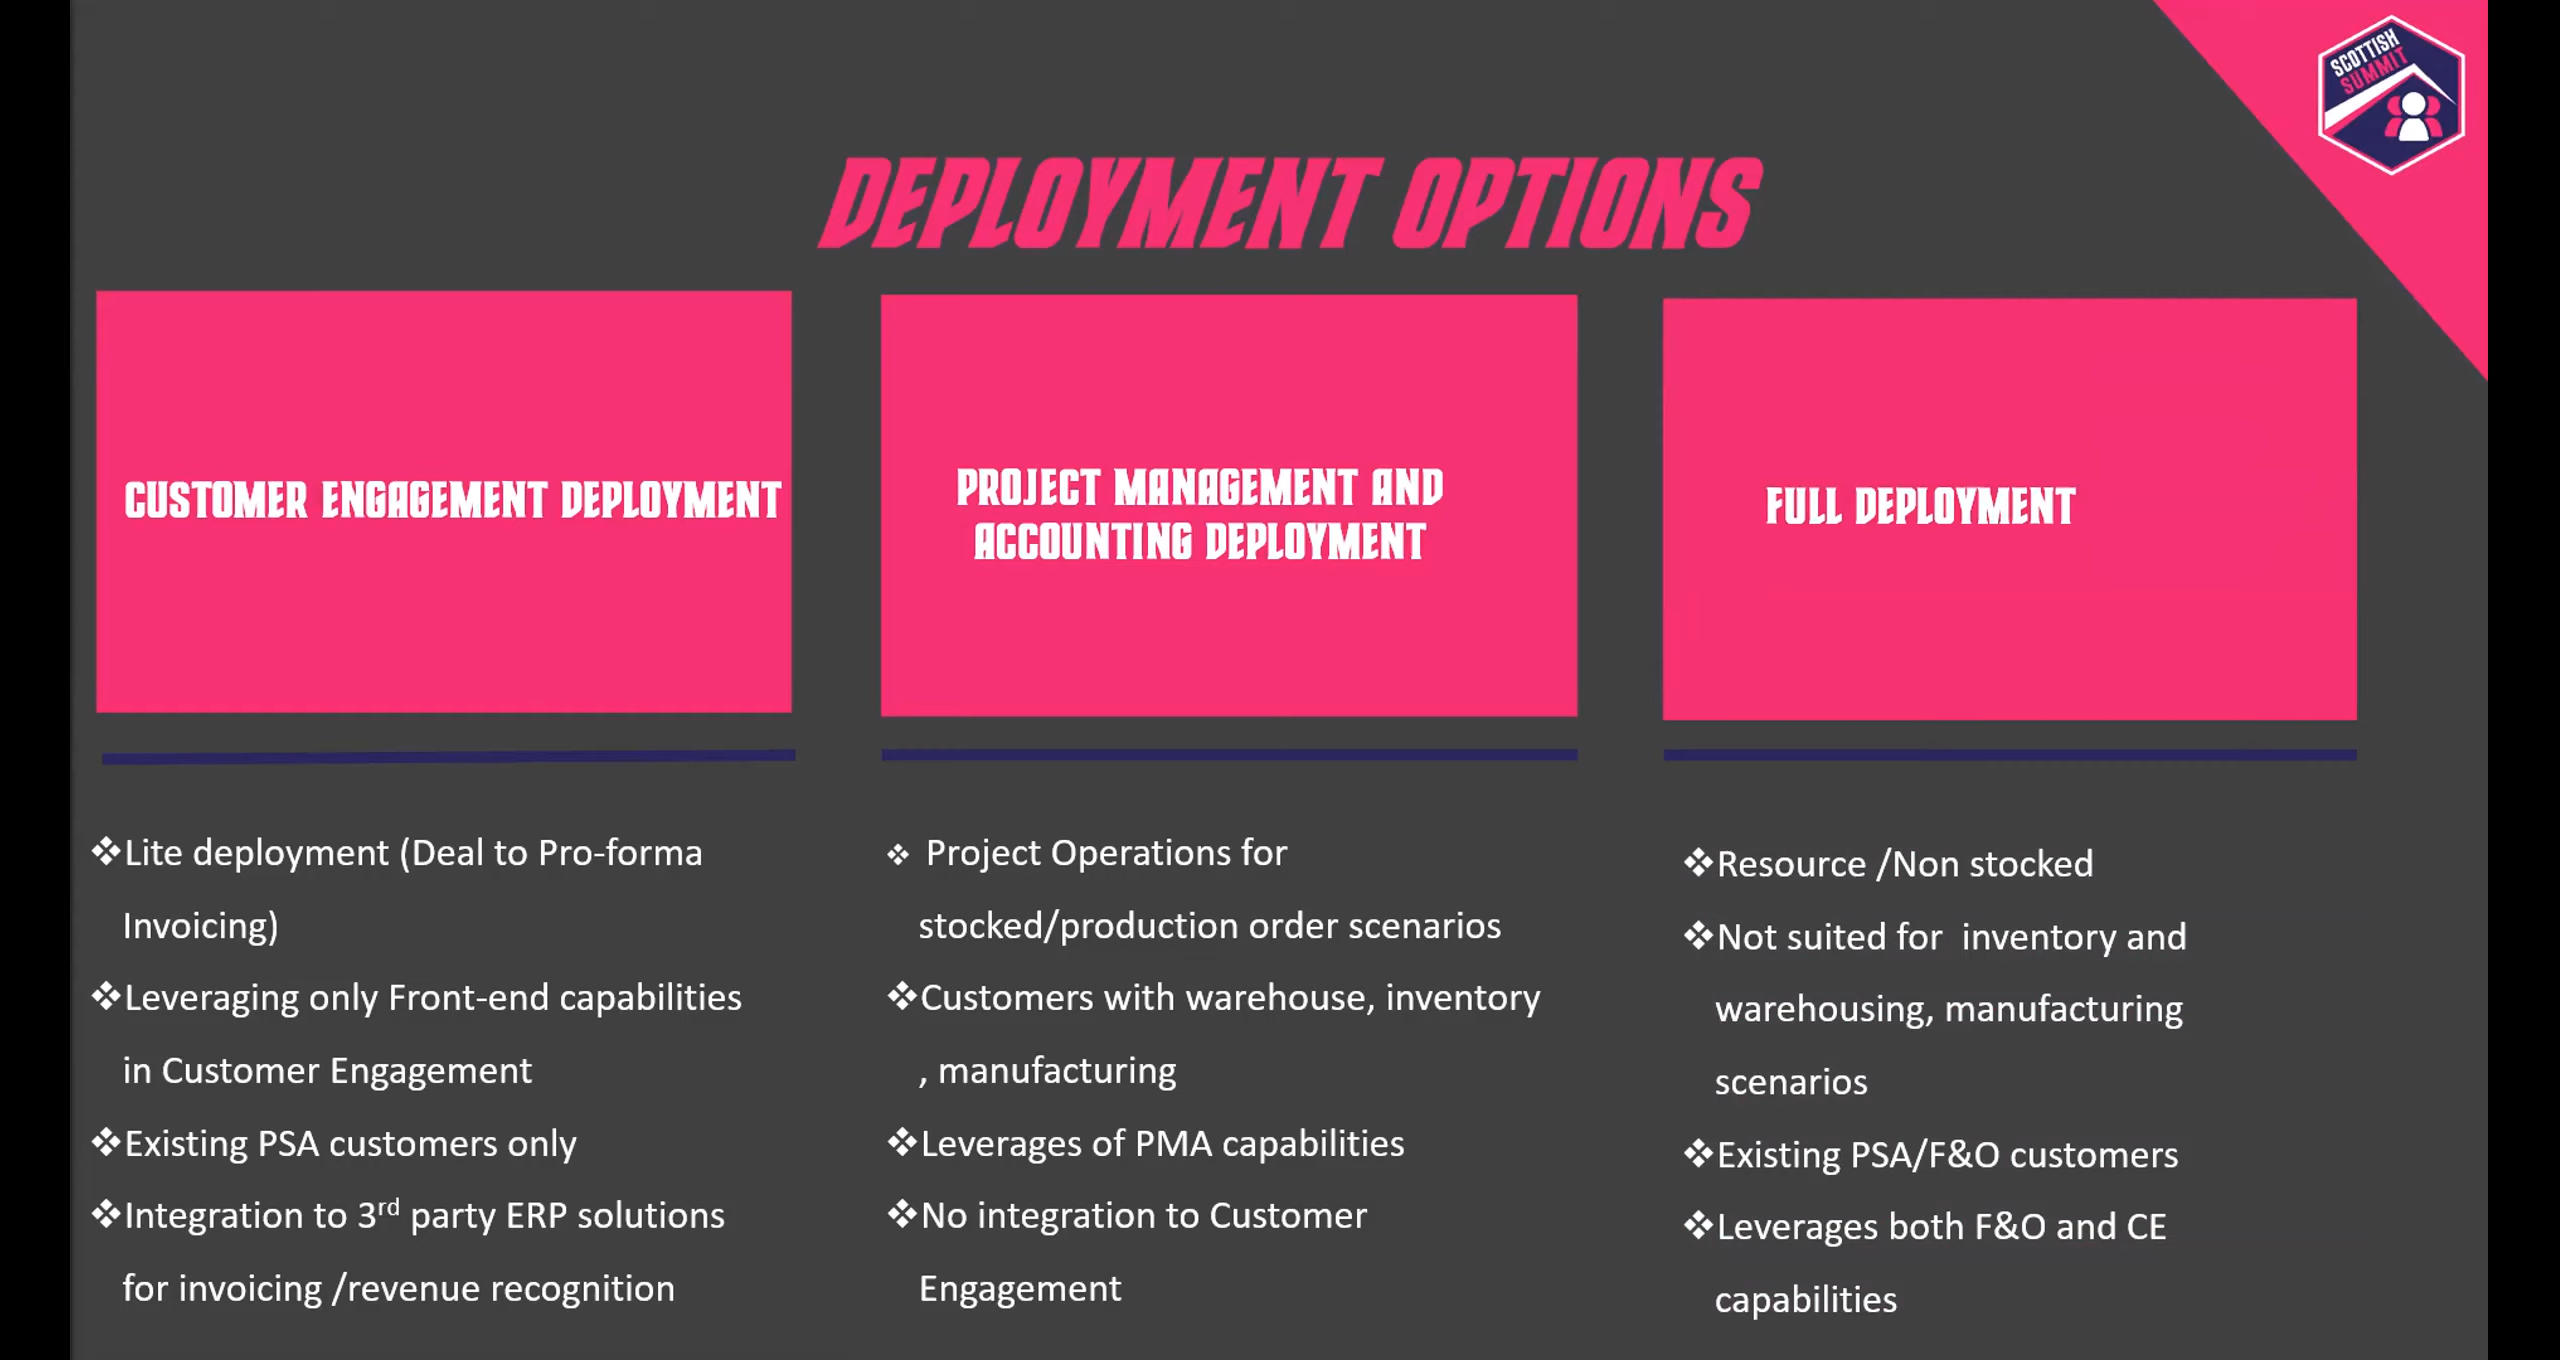 SCOTTISH
SUMMIT
DEPLOYMENT OPTIONS
CUSTOMER ENGAGEMENT DEPLOYMENT
❖Lite deployment (Deal to Pro-forma
Invoicing)
❖Leveraging only Front-end capabilities
in Customer Engagement
❖Existing PSA customers only
❖Integration to 3rd party ERP solutions
for invoicing /revenue recognition
PROJECT MANAGEMENT AND
ACCOUNTING DEPLOYMENT
❖ Project Operations for
stocked/production order scenarios
❖Customers with warehouse, inventory
, manufacturing
❖Leverages of PMA capabilities
❖No integration to Customer
Engagement
FULL DEPLOYMENT
❖Resource /Non stocked
❖Not suited for  inventory and
warehousing, manufacturing
scenarios
❖Existing PSA/F&O customers
❖Leverages both F&O and CE
capabilities